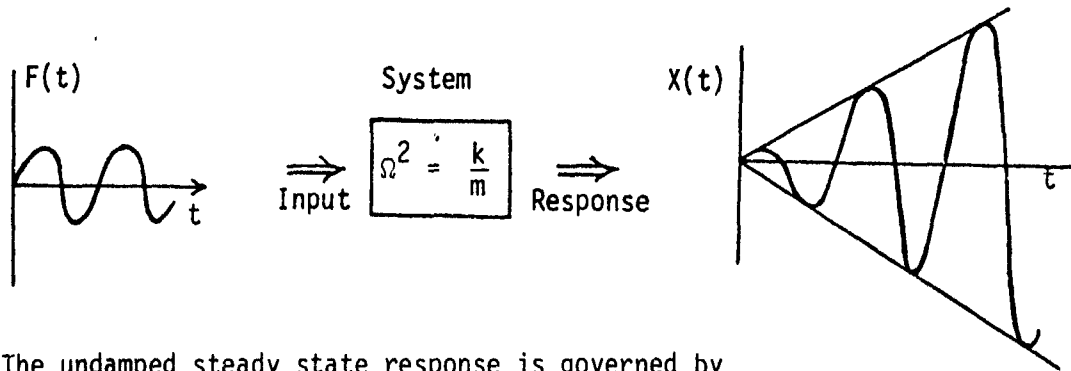 F(t)
t
System
Ω² = k/m
Input
Response
X(t)
t
The undamped steady state response is governed by